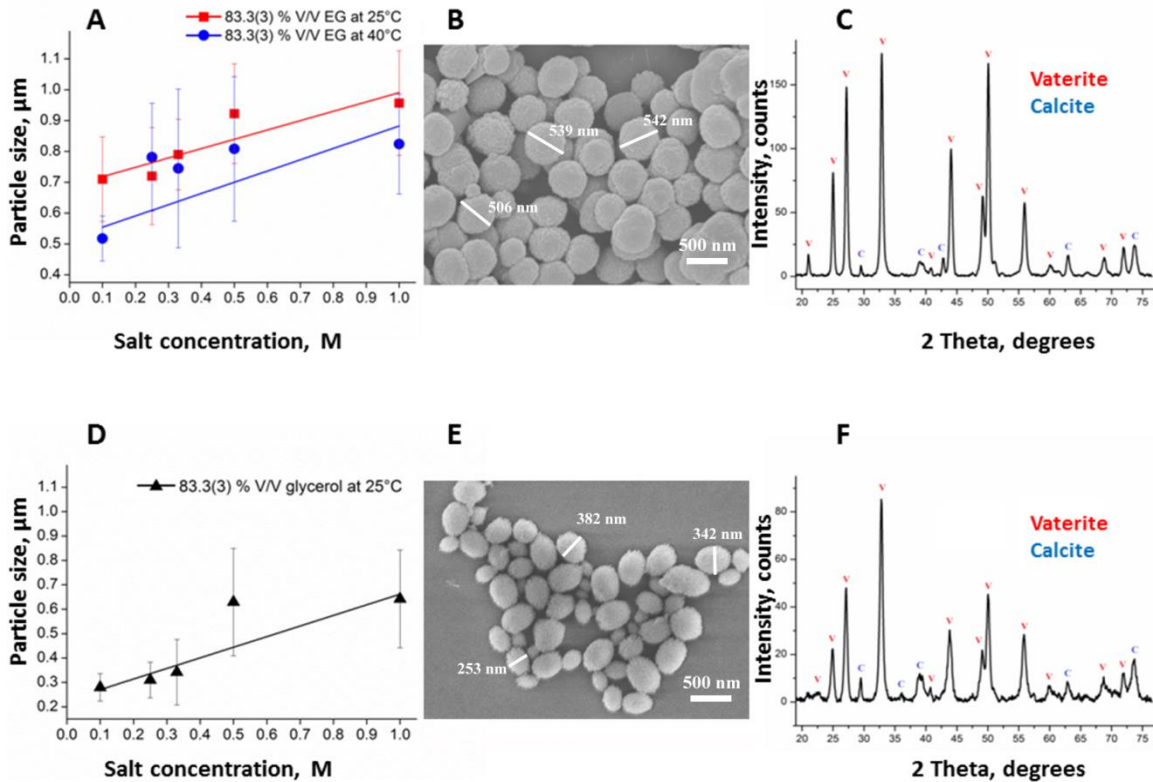 A
83.3(3) % V/V EG at 25°C
83.3(3) % V/V EG at 40°C
Particle size, µm
1.1
1.0
0.9
0.8
0.7
0.6
0.5
0.4
0.0 0.1 0.2 0.3 0.4 0.5 0.6 0.7 0.8 0.9 1.0
Salt concentration, M
B
539 nm
542 nm
506 nm
500 nm
C
Vaterite
Calcite
Intensity, counts
150
100
50
0
V V V V C C V C V V V V V C V V C
20 25 30 35 40 45 50 55 60 65 70 75
2 Theta, degrees
D
83.3(3) % V/V glycerol at 25°C
Particle size, µm
1.1
1.0
0.9
0.8
0.7
0.6
0.5
0.4
0.3
0.2
0.0 0.1 0.2 0.3 0.4 0.5 0.6 0.7 0.8 0.9 1.0
Salt concentration, M
E
382 nm
342 nm
253 nm
500 nm
F
Vaterite
Calcite
Intensity, counts
80
60
40
20
0
V V V C V C C V V V V V V C V V C
20 25 30 35 40 45 50 55 60 65 70 75
2 Theta, degrees